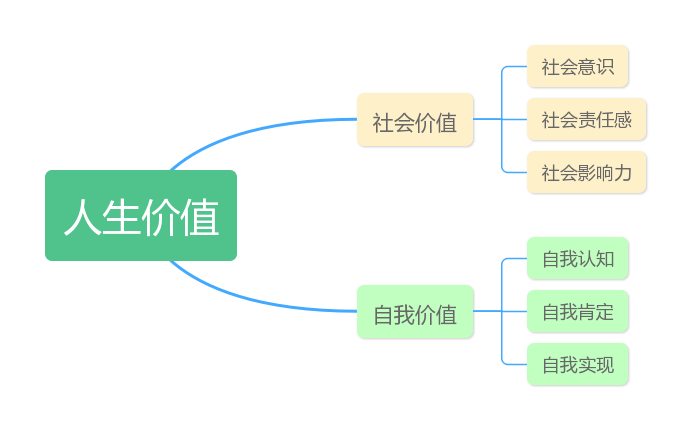 人生价值
社会价值
社会意识
社会责任感
社会影响力
自我价值
自我认知
自我肯定
自我实现